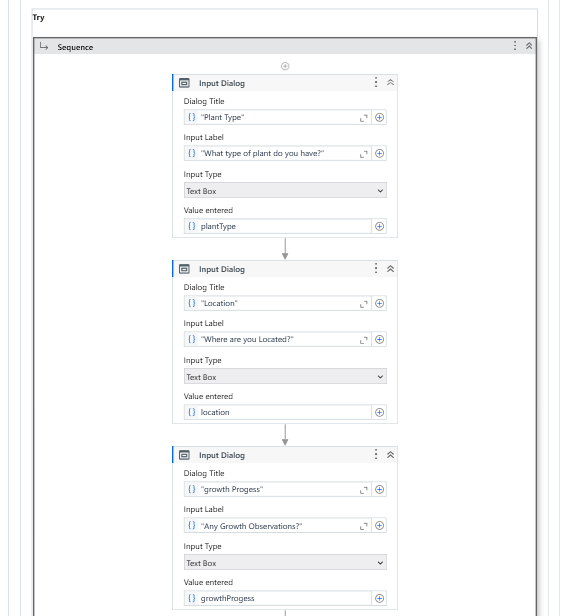 Try
Sequence
Input Dialog
Dialog Title
"Plant Type"
Input Label
"What type of plant do you have?"
Input Type
Text Box
Value entered
plantType
Input Dialog
Dialog Title
"Location"
Input Label
"Where are you Located?"
Input Type
Text Box
Value entered
location
Input Dialog
Dialog Title
"growth Progess"
Input Label
"Any Growth Observations?"
Input Type
Text Box
Value entered
growthProgess